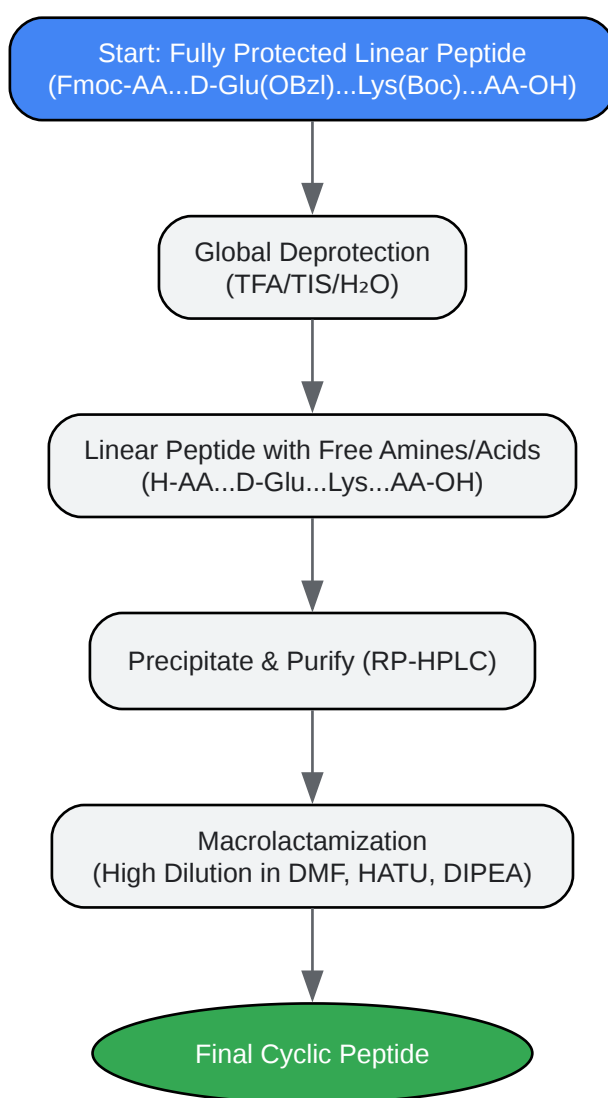 Start: Fully Protected Linear Peptide
(Fmoc-AA...D-Glu(OBzl)...Lys(Boc)...AA-OH)
Global Deprotection
(TFA/TIS/H₂O)
Linear Peptide with Free Amines/Acids
(H-AA...D-Glu...Lys...AA-OH)
Precipitate & Purify (RP-HPLC)
Macrolactamization
(High Dilution in DMF, HATU, DIPEA)
Final Cyclic Peptide